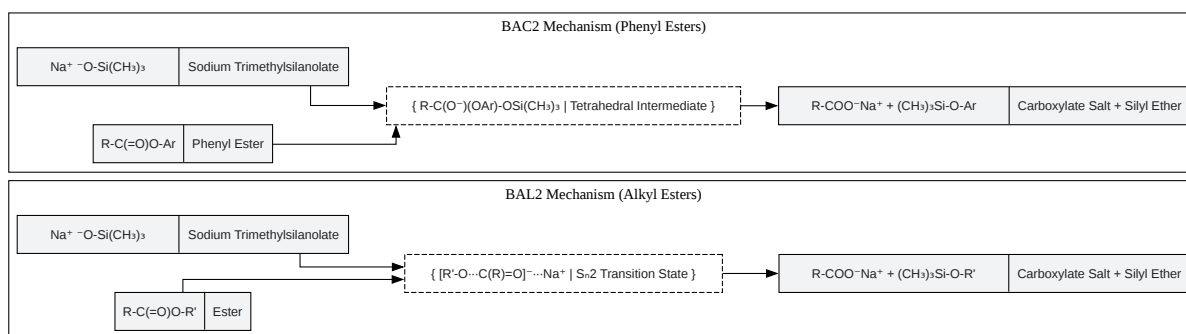 BAC2 Mechanism (Phenyl Esters)
Na⁺ ⁻O-Si(CH₃)₃
Sodium Trimethylsilanolate
{ R-C(O⁻)(OAr)-OSi(CH₃)₃ | Tetrahedral Intermediate }
R-COO⁻Na⁺ + (CH₃)₃Si-O-Ar
Carboxylate Salt + Silyl Ether
R-C(=O)O-Ar
Phenyl Ester
BAL2 Mechanism (Alkyl Esters)
Na⁺ ⁻O-Si(CH₃)₃
Sodium Trimethylsilanolate
{ [R'-O···C(R)=O]⁻···Na⁺ | Sₙ2 Transition State }
R-COO⁻Na⁺ + (CH₃)₃Si-O-R'
Carboxylate Salt + Silyl Ether
R-C(=O)O-R'
Ester